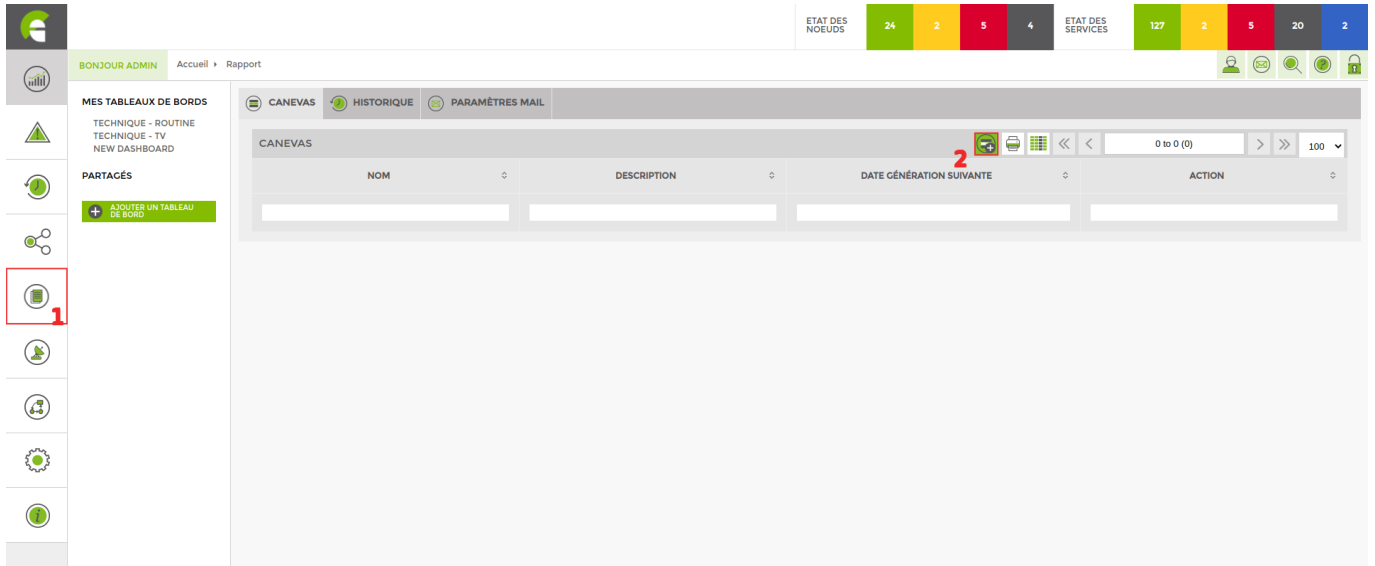 ETAT DES
NOEUDS
24
2
5
4
ETAT DES
SERVICES
127
2
5
20
2
BONJOUR ADMIN
Accueil
Rapport
MES TABLEAUX DE BORDS
TECHNIQUE - ROUTINE
TECHNIQUE - TV
NEW DASHBOARD
PARTAGÉS
AJOUTER UN TABLEAU
DE BORD
CANEVAS
HISTORIQUE
PARAMÈTRES MAIL
CANEVAS
2
0 to 0 (0)
100
NOM
DESCRIPTION
DATE GÉNÉRATION SUIVANTE
ACTION
1